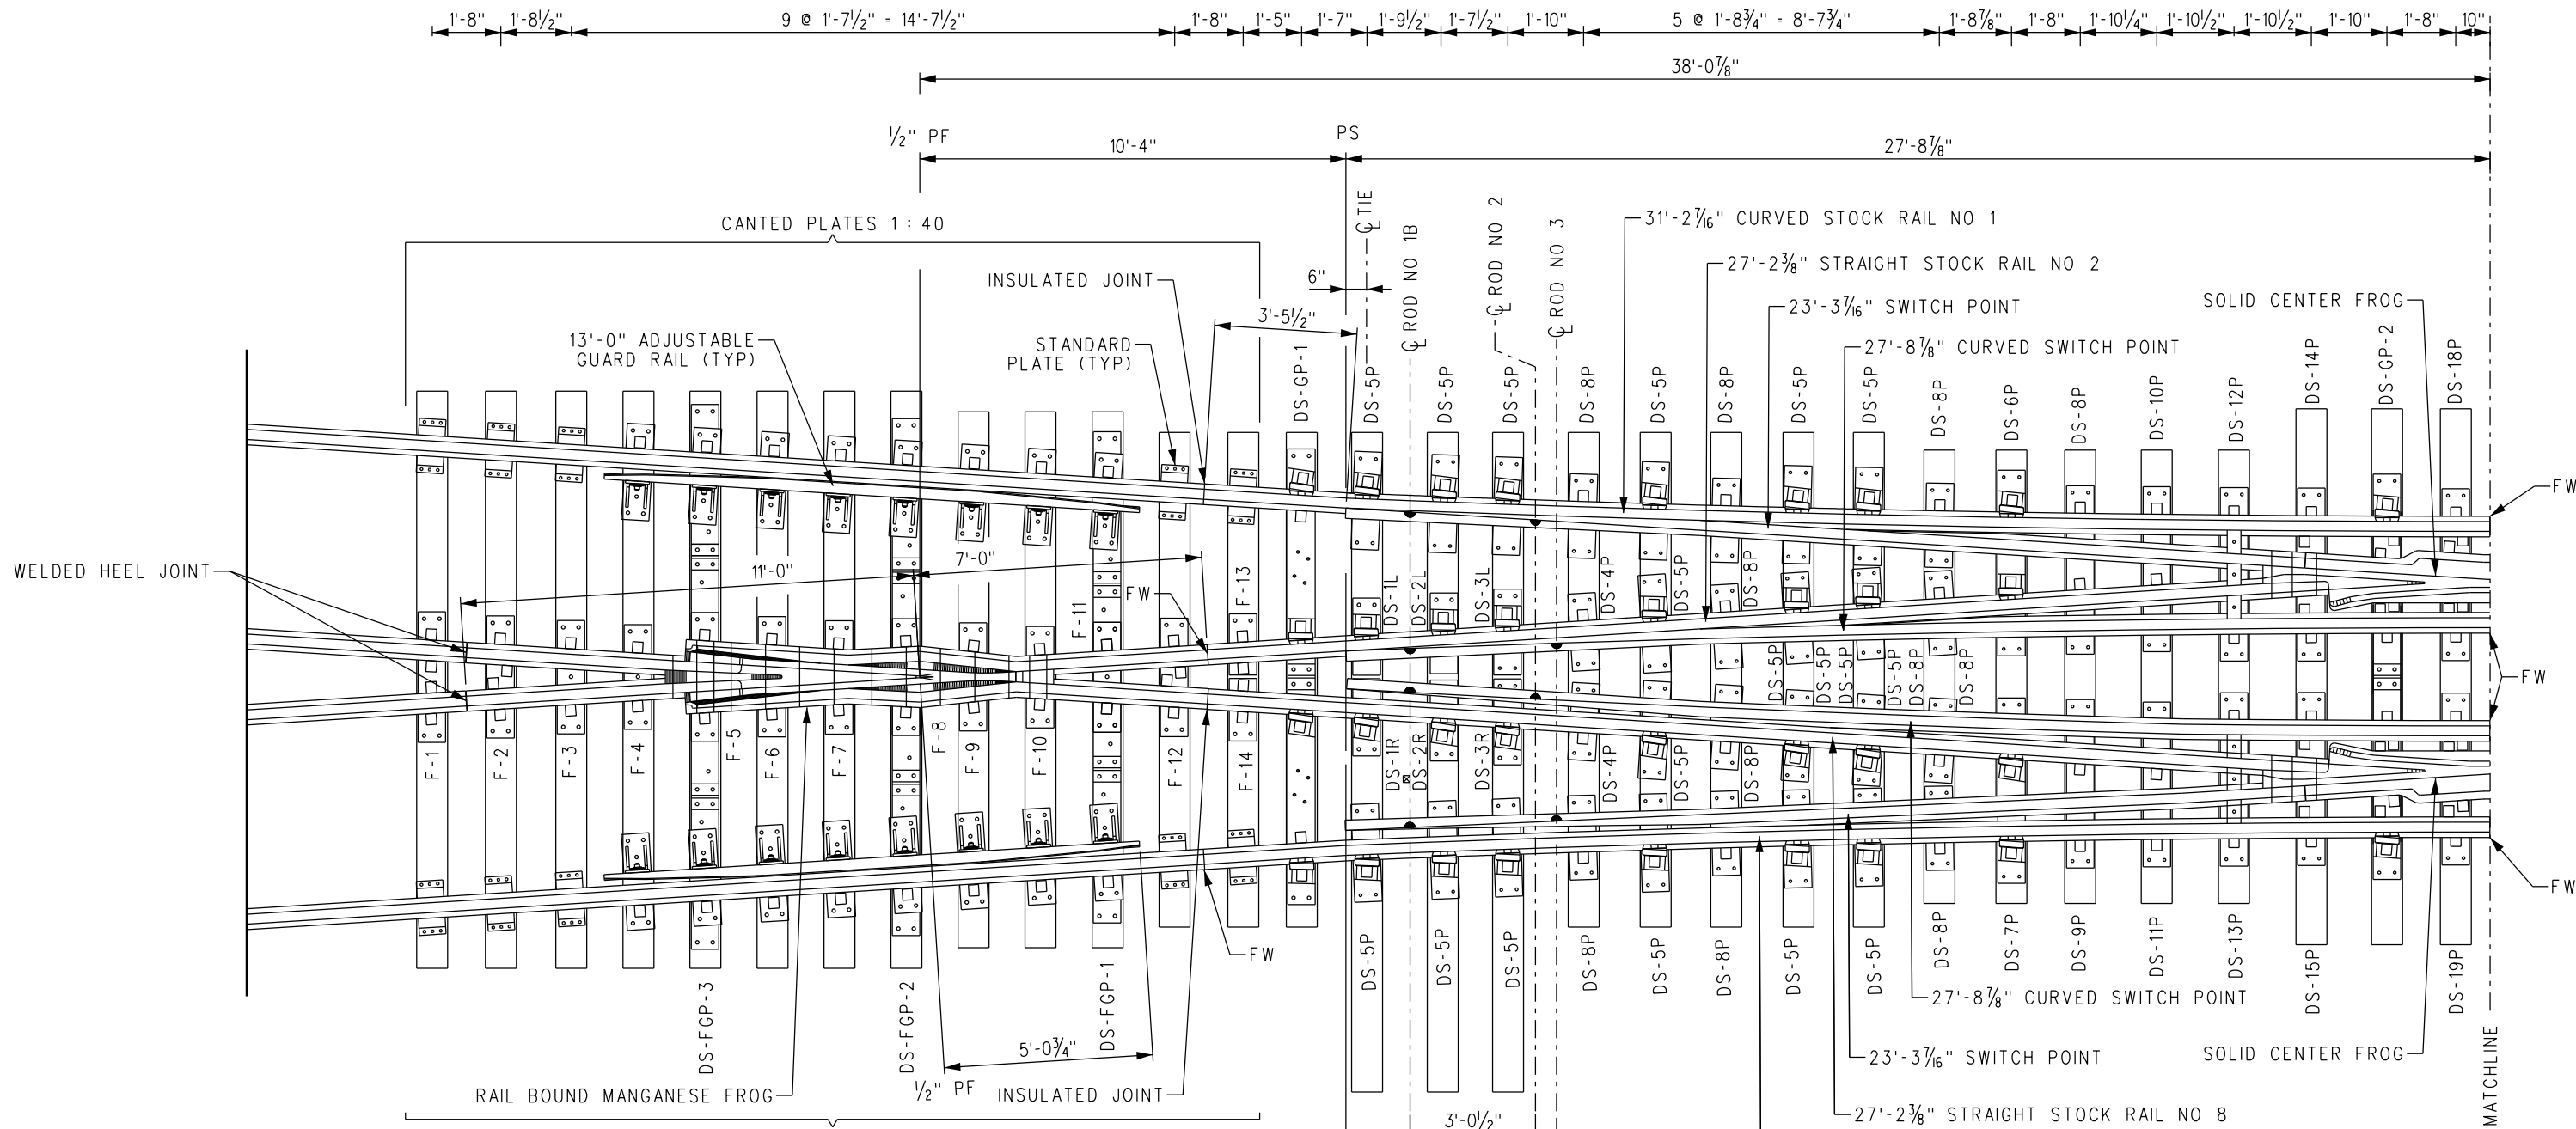 1'-8"
1'-8½"
9 @ 1'-7½" = 14'-7½"
1'-8"
1'-5"
1'-7"
1'-9½"
1'-7½"
1'-10"
5 @ 1'-8¾" = 8'-7¾"
1'-8⅞"
1'-8"
1'-10¼"
1'-10½"
1'-10½"
1'-10"
1'-8"
10"
38'-0⅞"
½" PF
PS
10'-4"
27'-8⅞"
CANTED PLATES 1 : 40
℄ TIE
℄ ROD NO 1B
℄ ROD NO 2
℄ ROD NO 3
31'-2⁷⁄₁₆" CURVED STOCK RAIL NO 1
27'-2⅜" STRAIGHT STOCK RAIL NO 2
23'-3⁷⁄₁₆" SWITCH POINT
27'-8⅞" CURVED SWITCH POINT
SOLID CENTER FROG
INSULATED JOINT
6"
3'-5½"
13'-0" ADJUSTABLE
GUARD RAIL (TYP)
STANDARD
PLATE (TYP)
DS-GP-1
DS-5P
DS-5P
DS-5P
DS-8P
DS-5P
DS-8P
DS-5P
DS-5P
DS-8P
DS-6P
DS-8P
DS-10P
DS-12P
DS-14P
DS-GP-2
DS-18P
FW
WELDED HEEL JOINT
11'-0"
7'-0"
FW
F-11
F-13
DS-1L
DS-2L
DS-3L
DS-4P
DS-5P
DS-8P
DS-5P
DS-5P
DS-5P
DS-5P
DS-8P
DS-8P
FW
F-1
F-2
F-3
F-4
F-5
F-6
F-7
F-8
F-9
F-10
F-12
F-14
DS-1R
DS-2R
DS-3R
DS-4P
DS-5P
DS-8P
FW
FW
DS-FGP-3
DS-FGP-2
DS-FGP-1
DS-5P
DS-5P
DS-5P
DS-8P
DS-5P
DS-8P
DS-5P
DS-5P
DS-8P
DS-7P
DS-9P
DS-11P
DS-13P
DS-15P
DS-19P
27'-8⅞" CURVED SWITCH POINT
5'-0¾"
23'-3⁷⁄₁₆" SWITCH POINT
SOLID CENTER FROG
RAIL BOUND MANGANESE FROG
½" PF
INSULATED JOINT
3'-0½"
27'-2⅜" STRAIGHT STOCK RAIL NO 8
MATCHLINE